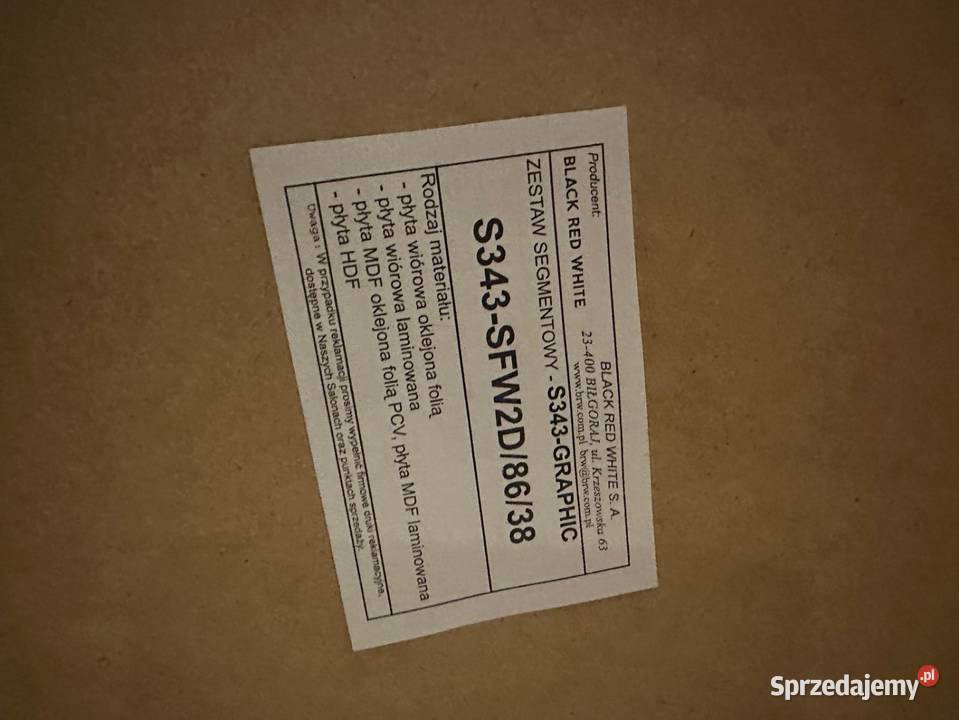 Producent:
BLACK RED WHITE
BLACK RED WHITE S. A.
23-400 BIŁGORAJ, ul. Krzeszowska 63
www.brw.com.pl brw@brw.com.pl
ZESTAW SEGMENTOWY - S343-GRAPHIC
S343-SFW2D/86/38
Rodzaj materiału:
- płyta wiórowa oklejona folią
- płyta wiórowa laminowana
- płyta MDF oklejona folią PCV, płyta MDF laminowana
- płyta HDF
Uwaga : W przypadku reklamacji prosimy wypełnić firmowe druki reklamacyjne,
dostępne w Naszych Salonach oraz punktach sprzedaży.
Sprzedajemy.pl